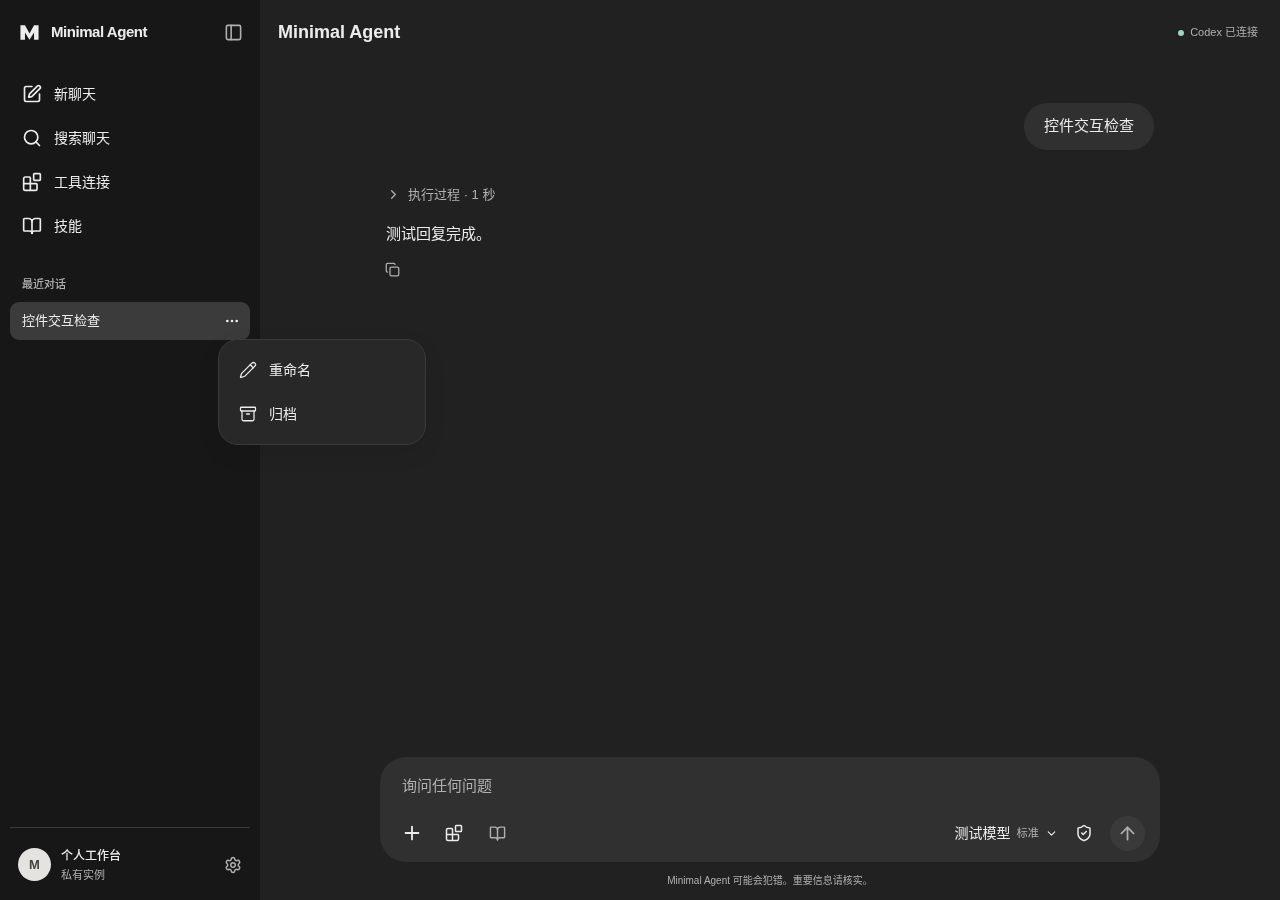 Minimal Agent
新聊天
搜索聊天
工具连接
技能
最近对话
控件交互检查
重命名
归档
M
个人工作台
私有实例
Minimal Agent
Codex 已连接
控件交互检查
执行过程 · 1 秒
测试回复完成。
询问任何问题
测试模型 标准
Minimal Agent 可能会犯错。重要信息请核实。